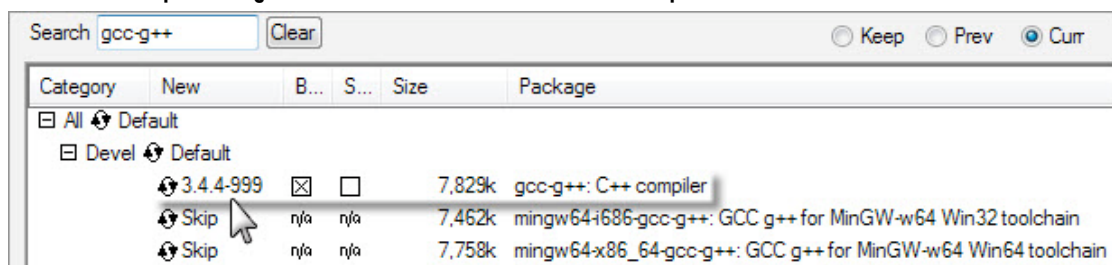 Search gcc-g++ Clear Keep Prev Curr
Category New B... S... Size Package
All Default
Devel Default
3.4.4-999 7,829k gcc-g++: C++ compiler
Skip n/a n/a 7,462k mingw64-i686-gcc-g++: GCC g++ for MinGW-w64 Win32 toolchain
Skip n/a n/a 7,758k mingw64-x86_64-gcc-g++: GCC g++ for MinGW-w64 Win64 toolchain